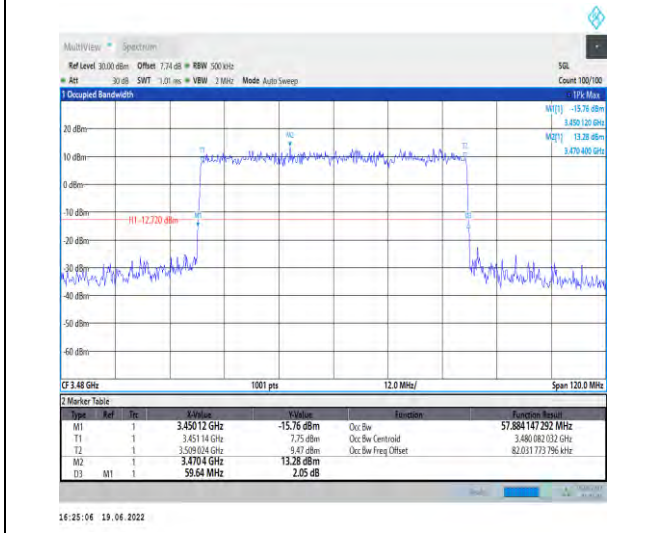 MultiView Spectrum
Ref Level 30.00 dBm Offset 7.74 dB RBW 500 kHz SGL
Att 30 dB SWT 1.01 ms VBW 2 MHz Mode Auto Sweep Count 100/100
1 Occupied Bandwidth 1Pk Max
M1[1] -15.76 dBm
3.450 120 GHz
M2[1] 13.28 dBm
3.470 400 GHz
20 dBm
M2
10 dBm
0 dBm
-10 dBm
M1
H1 -12.720 dBm
-20 dBm
-30 dBm
-40 dBm
-50 dBm
-60 dBm
CF 3.48 GHz 1001 pts 12.0 MHz/ Span 120.0 MHz
2 Marker Table
Type Ref Trc X-Value Y-Value Function Function Result
M1 1 3.45012 GHz -15.76 dBm Occ Bw 57.884 147 292 MHz
T1 1 3.451 14 GHz 7.75 dBm Occ Bw Centroid 3.480 082 032 GHz
T2 1 3.509 024 GHz 9.47 dBm Occ Bw Freq Offset 82.031 773 796 kHz
M2 1 3.4704 GHz 13.28 dBm
D3 M1 1 59.64 MHz 2.05 dB
16:25:06 19.06.2022